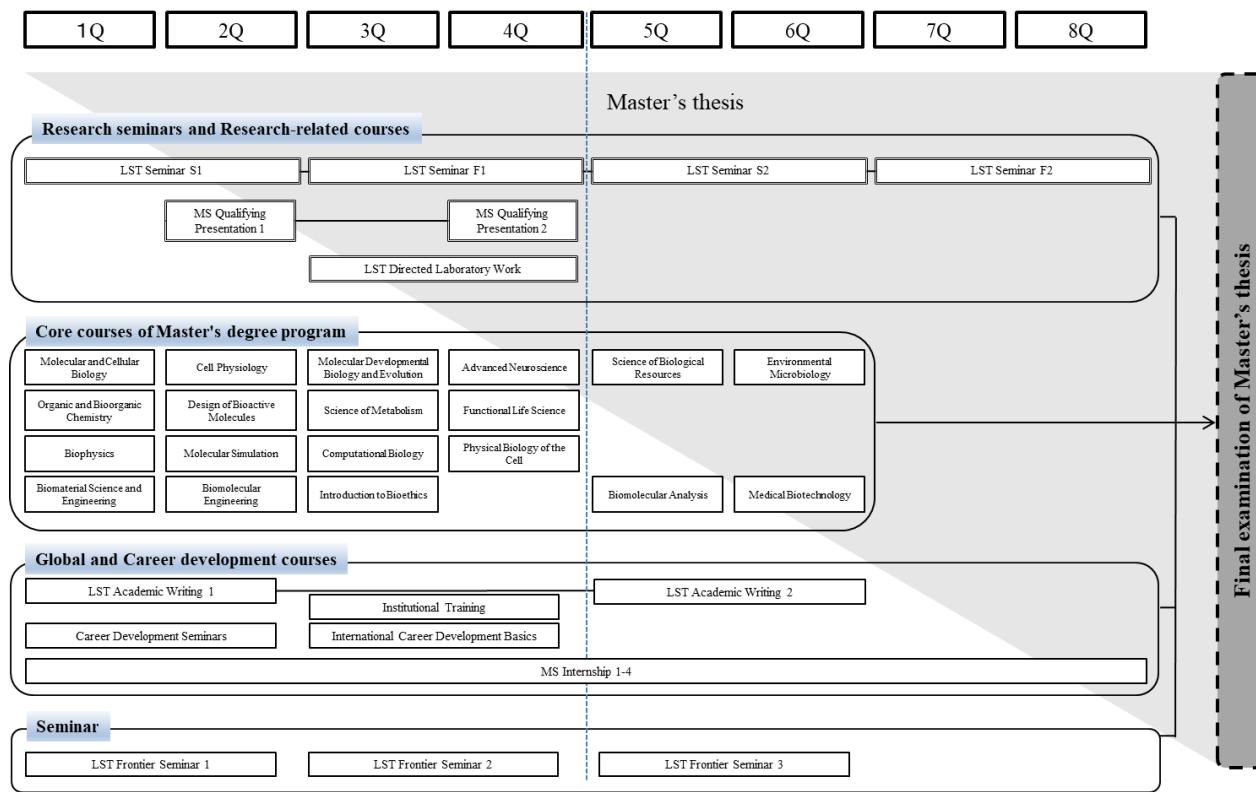 1Q 2Q 3Q 4Q 5Q 6Q 7Q 8Q
Master's thesis
Research seminars and Research-related courses
LST Seminar S1 LST Seminar F1 LST Seminar S2 LST Seminar F2
MS Qualifying
Presentation 1
MS Qualifying
Presentation 2
LST Directed Laboratory Work
Core courses of Master's degree program
Molecular and Cellular
Biology
Cell Physiology
Molecular Developmental
Biology and Evolution
Advanced Neuroscience
Science of Biological
Resources
Environmental
Microbiology
Organic and Bioorganic
Chemistry
Design of Bioactive
Molecules
Science of Metabolism
Functional Life Science
Biophysics
Molecular Simulation
Computational Biology
Physical Biology of the
Cell
Biomaterial Science and
Engineering
Biomolecular
Engineering
Introduction to Bioethics
Biomolecular Analysis
Medical Biotechnology
Global and Career development courses
LST Academic Writing 1
LST Academic Writing 2
Institutional Training
Career Development Seminars
International Career Development Basics
MS Internship 1-4
Seminar
LST Frontier Seminar 1
LST Frontier Seminar 2
LST Frontier Seminar 3
Final examination of Master's thesis